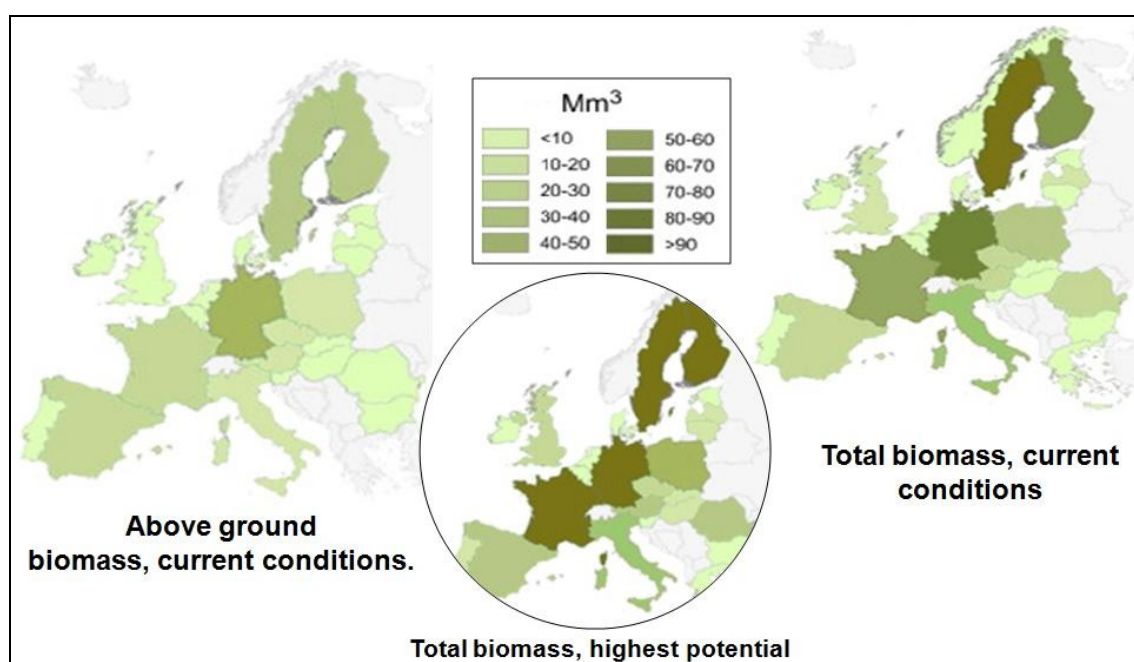 Mm³
<10
10-20
20-30
30-40
40-50
50-60
60-70
70-80
80-90
>90
Above ground
biomass, current conditions.
Total biomass, highest potential
Total biomass, current
conditions